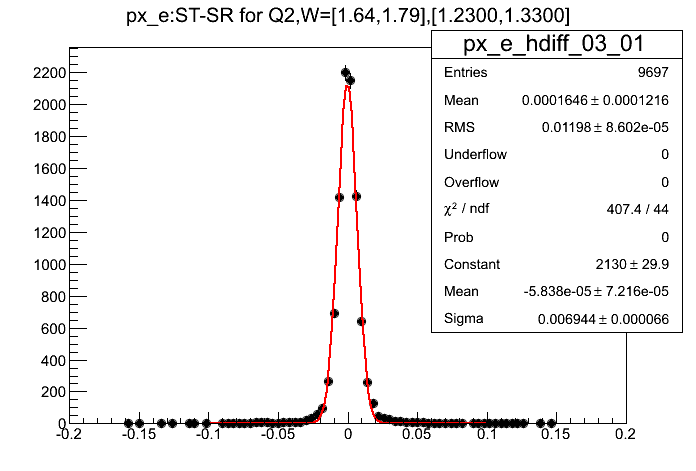 px_e:ST-SR for Q2,W=[1.64,1.79],[1.2300,1.3300]
px_e_hdiff_03_01
Entries 9697
Mean 0.0001646 ± 0.0001216
RMS 0.01198 ± 8.602e-05
Underflow 0
Overflow 0
χ² / ndf 407.4 / 44
Prob 0
Constant 2130 ± 29.9
Mean -5.838e-05 ± 7.216e-05
Sigma 0.006944 ± 0.000066
2200
2000
1800
1600
1400
1200
1000
800
600
400
200
0
-0.2 -0.15 -0.1 -0.05 0 0.05 0.1 0.15 0.2